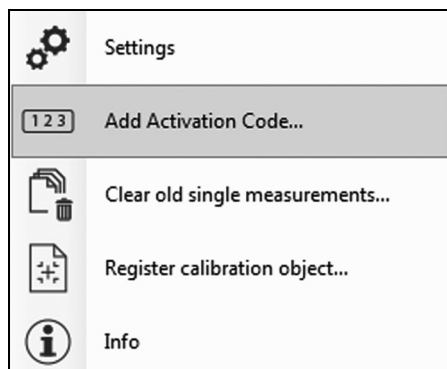 Settings
123 Add Activation Code...
Clear old single measurements...
Register calibration object...
Info